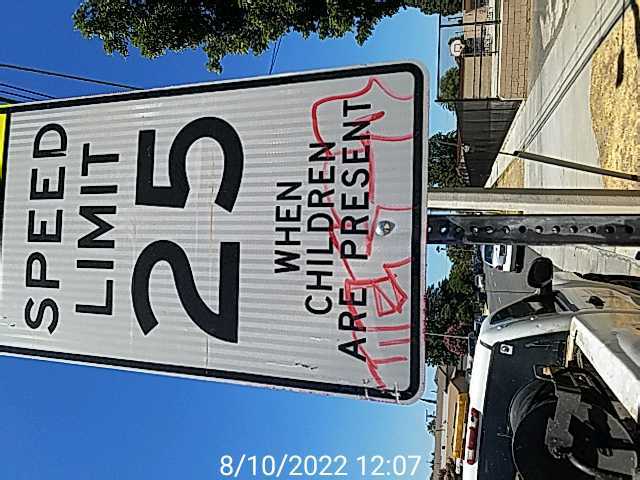 SPEED
LIMIT
25
WHEN
CHILDREN
ARE PRESENT
8/10/2022 12:07